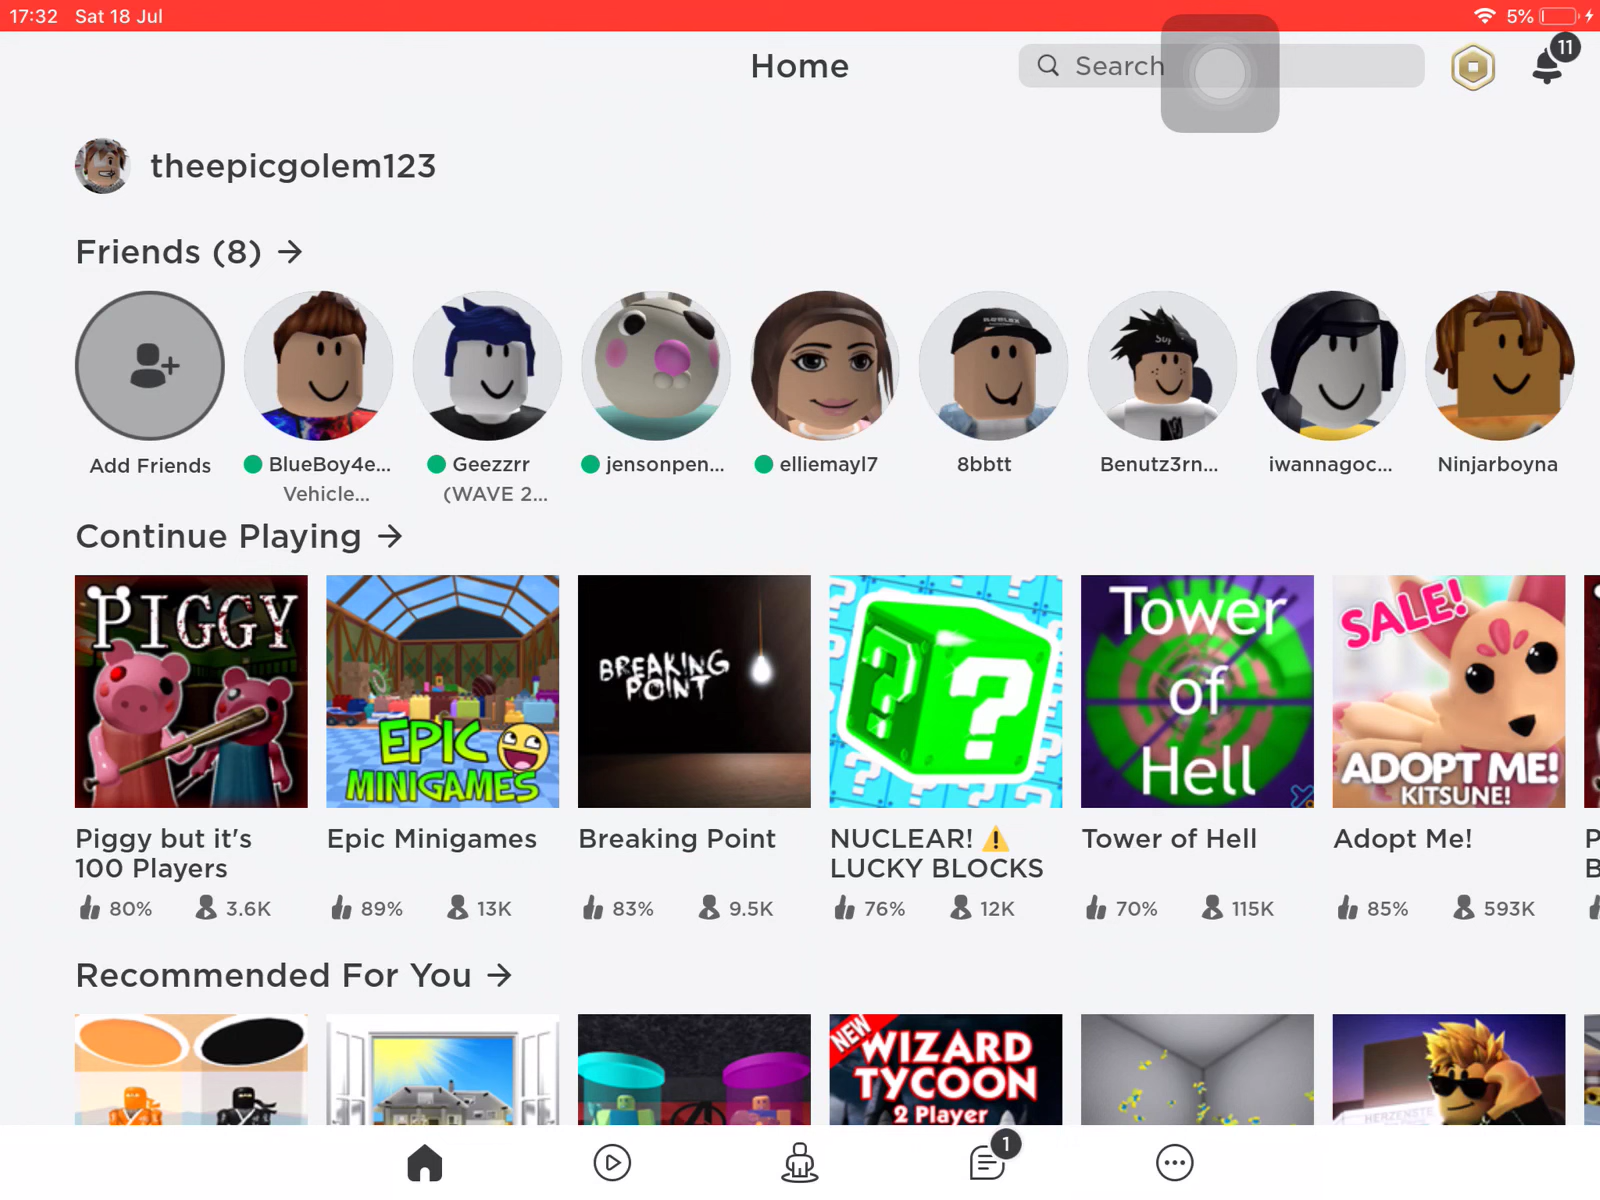 17:32 Sat 18 Jul
5%
Home
Search
11
theepicgolem123
Friends (8)
ROBLOX
Add Friends
BlueBoy4e...
Geezzrr
jensonpen...
elliemayl7
8bbtt
Benutz3rn...
iwannagoc...
Ninjarboyna
Vehicle...
(WAVE 2...
Continue Playing
PIGGY
EPIC
MINIGAMES
BREAKING
POINT
? ?
Tower
of
Hell
SALE!
ADOPT ME!
KITSUNE!
Piggy but it's
100 Players
Epic Minigames
Breaking Point
NUCLEAR! ⚠️
LUCKY BLOCKS
Tower of Hell
Adopt Me!
P
B
80% 3.6K
89% 13K
83% 9.5K
76% 12K
70% 115K
85% 593K
Recommended For You
NEW
WIZARD
TYCOON
2 Player
HERZENSTE
1